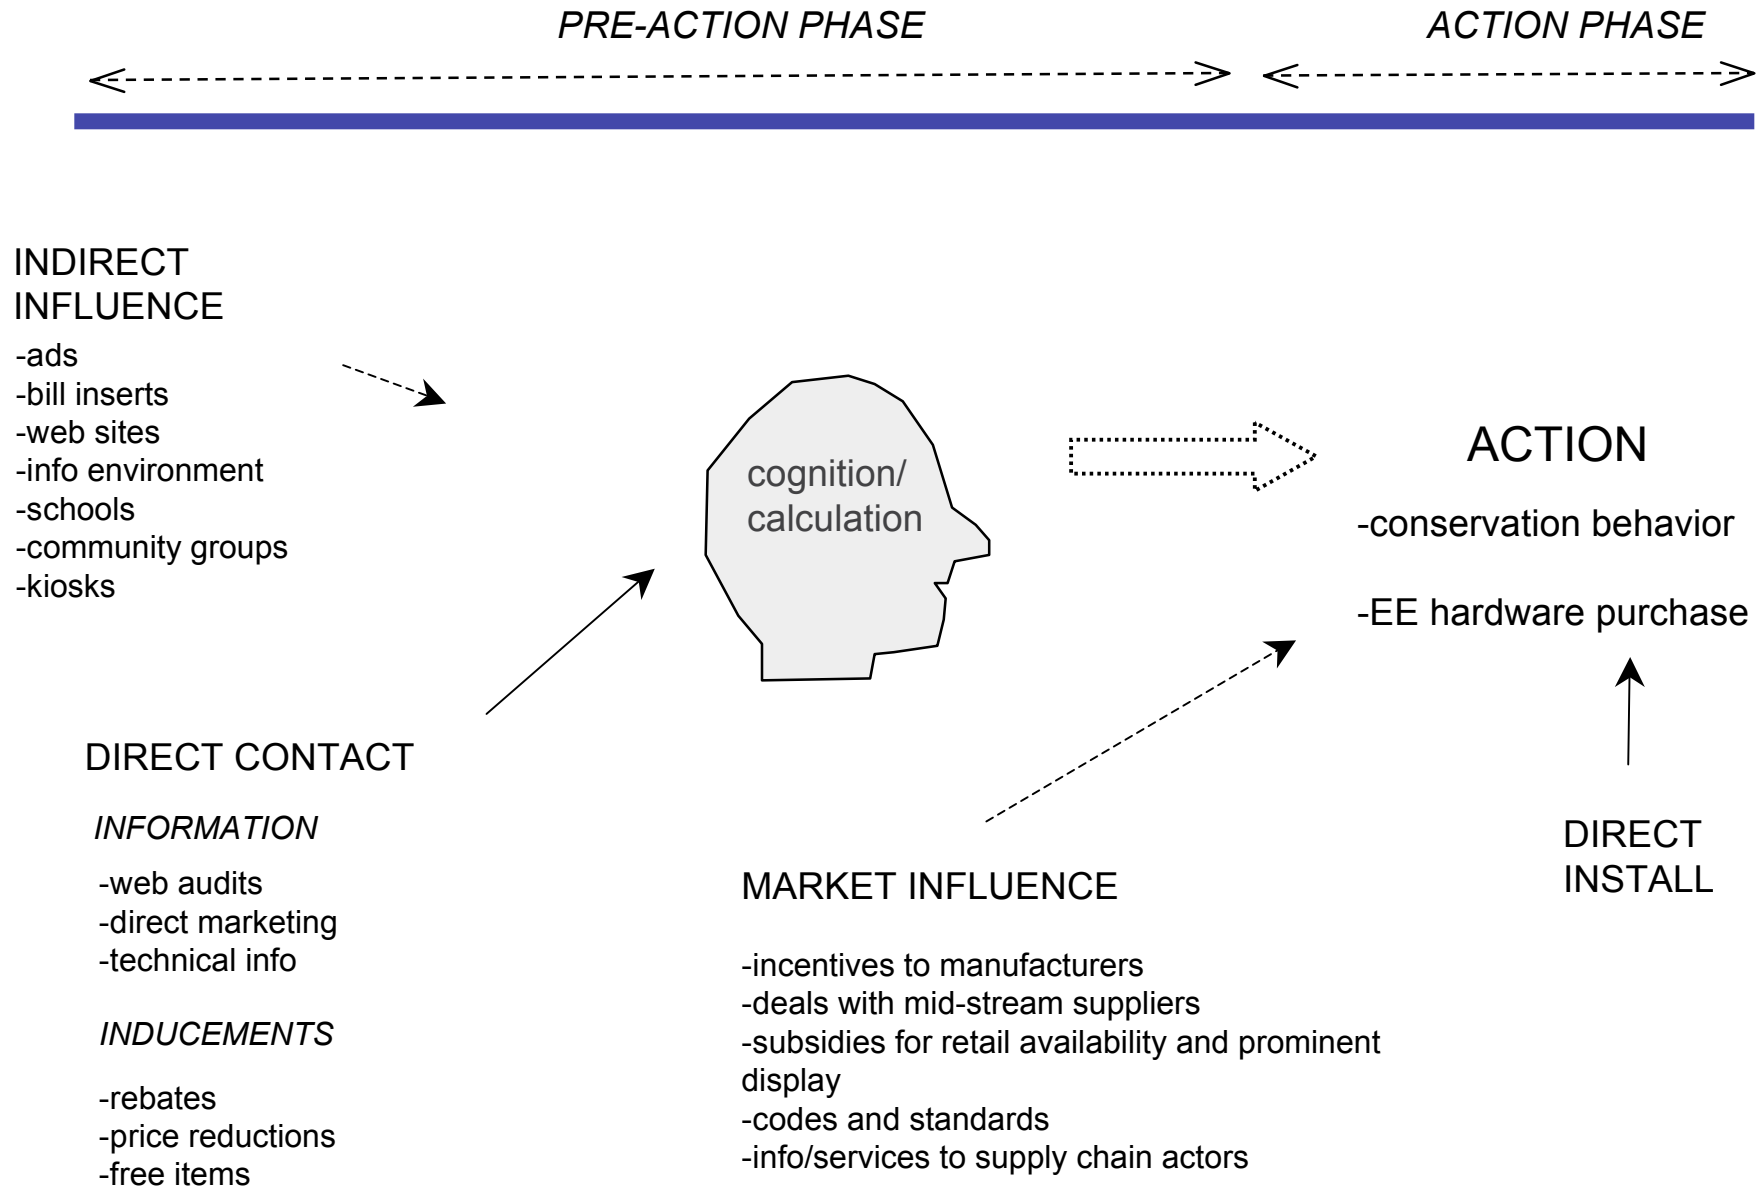 PRE-ACTION PHASE
ACTION PHASE
INDIRECT
INFLUENCE
-ads
-bill inserts
-web sites
-info environment
-schools
-community groups
-kiosks
cognition/
calculation
ACTION
-conservation behavior
-EE hardware purchase
DIRECT CONTACT
INFORMATION
-web audits
-direct marketing
-technical info
INDUCEMENTS
-rebates
-price reductions
-free items
MARKET INFLUENCE
-incentives to manufacturers
-deals with mid-stream suppliers
-subsidies for retail availability and prominent
display
-codes and standards
-info/services to supply chain actors
DIRECT
INSTALL